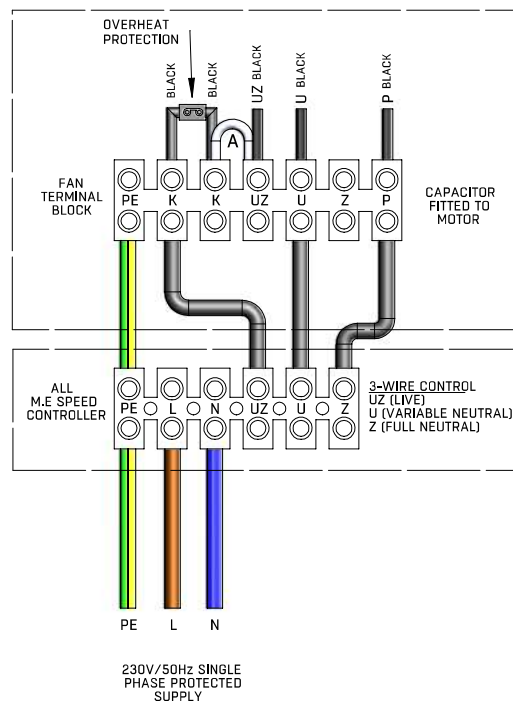 OVERHEAT
PROTECTION
BLACK
BLACK
UZ BLACK
U BLACK
P BLACK
A
FAN
TERMINAL
BLOCK
PE K K UZ U Z P
CAPACITOR
FITTED TO
MOTOR
ALL
M.E SPEED
CONTROLLER
PE L N UZ U Z
3-WIRE CONTROL
UZ (LIVE)
U (VARIABLE NEUTRAL)
Z (FULL NEUTRAL)
PE L N
230V/50Hz SINGLE
PHASE PROTECTED
SUPPLY